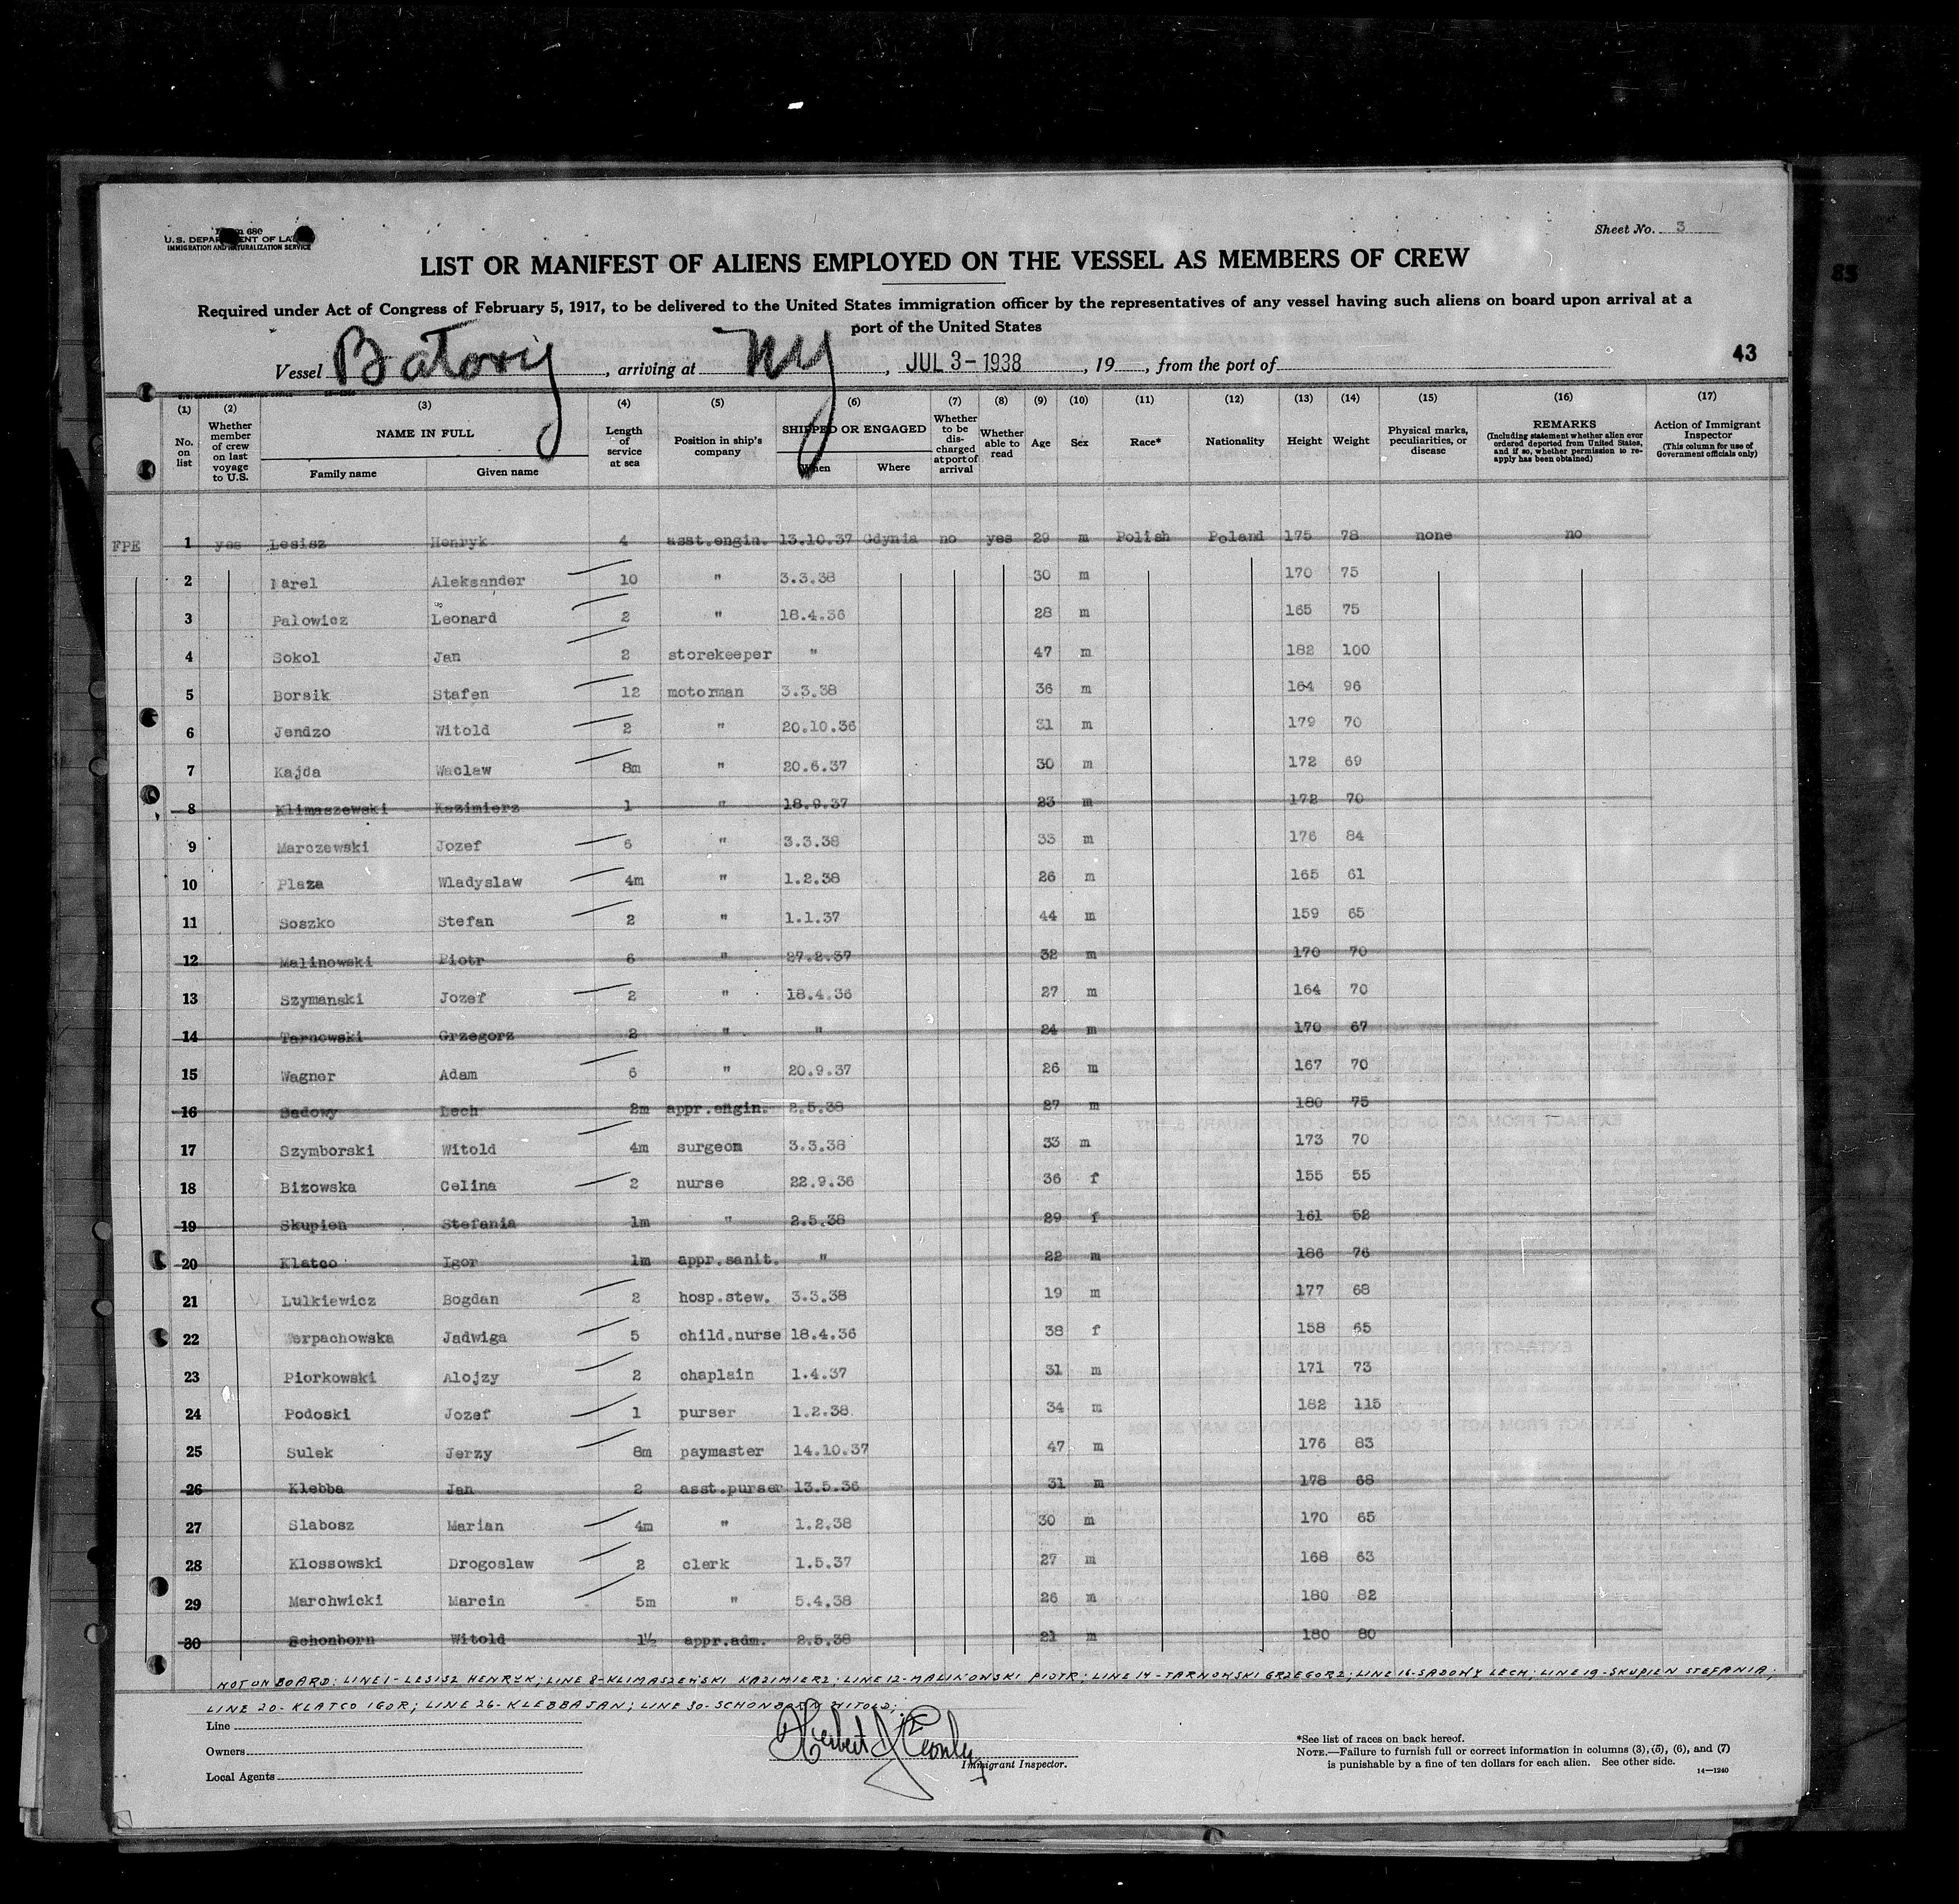 Form 680
U.S. DEPARTMENT OF LABOR
IMMIGRATION AND NATURALIZATION SERVICE
Sheet No. 3
LIST OR MANIFEST OF ALIENS EMPLOYED ON THE VESSEL AS MEMBERS OF CREW
Required under Act of Congress of February 5, 1917, to be delivered to the United States immigration officer by the representatives of any vessel having such aliens on board upon arrival at a
port of the United States
83
43
Vessel Batory, arriving at NY, JUL 3-1938, 19, from the port of
(1) (2) (3) (4) (5) (6) (7) (8) (9) (10) (11) (12) (13) (14) (15) (16) (17)
No. on list Whether member of crew on last voyage to U.S. NAME IN FULL Family name Given name Length of service at sea Position in ship's company SHIPPED OR ENGAGED When Where Whether to be discharged at port of arrival Whether able to read Age Sex Race* Nationality Height Weight Physical marks, peculiarities, or disease REMARKS (Including statement whether alien ever ordered deported from United States, and if so, whether permission to reapply has been obtained) Action of Immigrant Inspector (This column for use of Government officials only)
FPE 1 yes Lesisz Henryk 4 asst.engin. 13.10.37 Gdynia no yes 29 m Polish Poland 175 78 none no
2 Aleksander 10 " 3.3.38 30 m 170 75
3 Palowicz Leonard 2 " 18.4.36 28 m 165 75
4 Sokol Jan 2 storekeeper " 47 m 182 100
5 Borsik Stafen 12 motorman 3.3.38 36 m 164 96
6 Jendzo Witold 2 " 20.10.36 31 m 179 70
7 Kajda Waclaw 8m " 20.6.37 30 m 172 69
8 Klimaszewski Kazimierz 1 " 18.9.37 23 m 172 70
9 Marczewski Jozef 6 " 3.3.38 33 m 176 84
10 Plaza Wladyslaw 4m " 1.2.38 26 m 165 61
11 Soszko Stefan 2 " 1.1.37 44 m 159 65
12 Malinowski Piotr 6 " 27.2.37 32 m 170 70
13 Szymanski Jozef 2 " 18.4.36 27 m 164 70
14 Tarnowski Grzegorz 2 " " 24 m 170 67
15 Wagner Adam 6 " 20.9.37 26 m 167 70
16 Sadowy Lech 2m appr.engin. 2.5.38 27 m 180 75
17 Szymborski Witold 4m surgeon 3.3.38 33 m 173 70
18 Bizowska Celina 2 nurse 22.9.36 36 f 155 55
19 Skupien Stefania 1m " 2.5.38 29 f 161 52
20 Klatco Igor 1m appr.sanit. " 22 m 186 76
21 Lulkiewicz Bogdan 2 hosp.stew. 3.3.38 19 m 177 68
22 Werpachowska Jadwiga 5 child.nurse 18.4.36 38 f 158 65
23 Piorkowski Alojzy 2 chaplain 1.4.37 31 m 171 73
24 Podoski Jozef 1 purser 1.2.38 34 m 182 115
25 Sulek Jerzy 8m paymaster 14.10.37 47 m 176 83
26 Klebba Jan 2 asst.purser 13.5.36 31 m 178 68
27 Slabosz Marian 4m " 1.2.38 30 m 170 65
28 Klossowski Drogoslaw 2 clerk 1.5.37 27 m 168 63
29 Marchwicki Marcin 5m " 5.4.38 26 m 180 82
30 Schonborn Witold 1½ appr.adm. 2.5.38 21 m 180 80
NOT ON BOARD: LINE 1-LESISZ HENRYK; LINE 8-KLIMASZEWSKI KAZIMIERZ; LINE 12-MALINOWSKI PIOTR; LINE 14-TARNOWSKI GRZEGORZ; LINE 16-SADOWY LECH; LINE 19-SKUPIEN STEFANIA;
LINE 20-KLATCO IGOR; LINE 26-KLEBBA JAN; LINE 30-SCHONBORN WITOLD;
Line
Owners
Local Agents
Herbert
Immigrant Inspector.
*See list of races on back hereof.
NOTE.—Failure to furnish full or correct information in columns (3), (5), (6), and (7)
is punishable by a fine of ten dollars for each alien. See other side.
14—1240